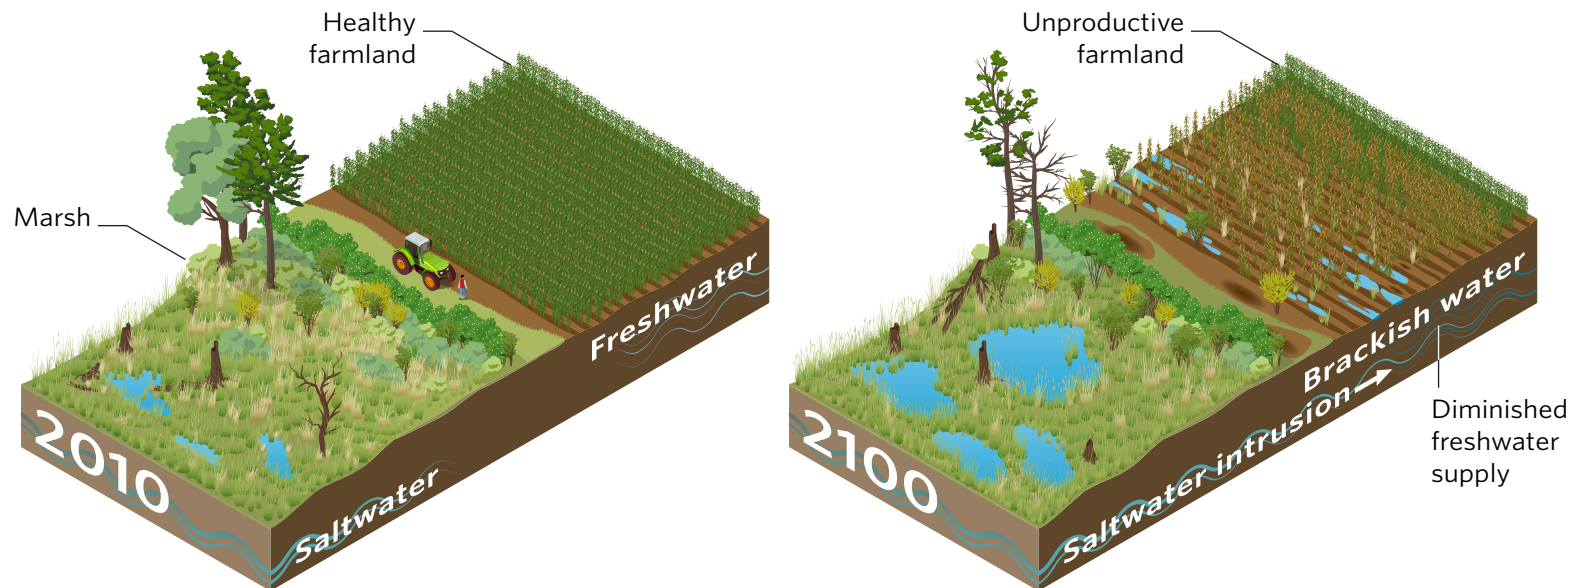 Healthy
farmland
Marsh
Freshwater
Saltwater
2010
Unproductive
farmland
Brackish water
Saltwater intrusion
2100
Diminished
freshwater
supply